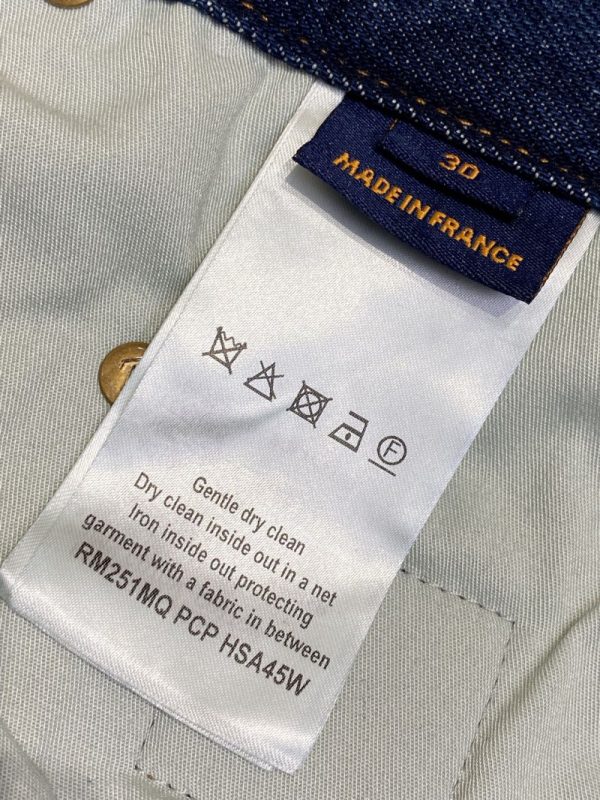 30
MADE IN FRANCE
F
Gentle dry clean
Dry clean inside out in a net
Iron inside out protecting
garment with a fabric in between
RM251MQ PCP HSA45W